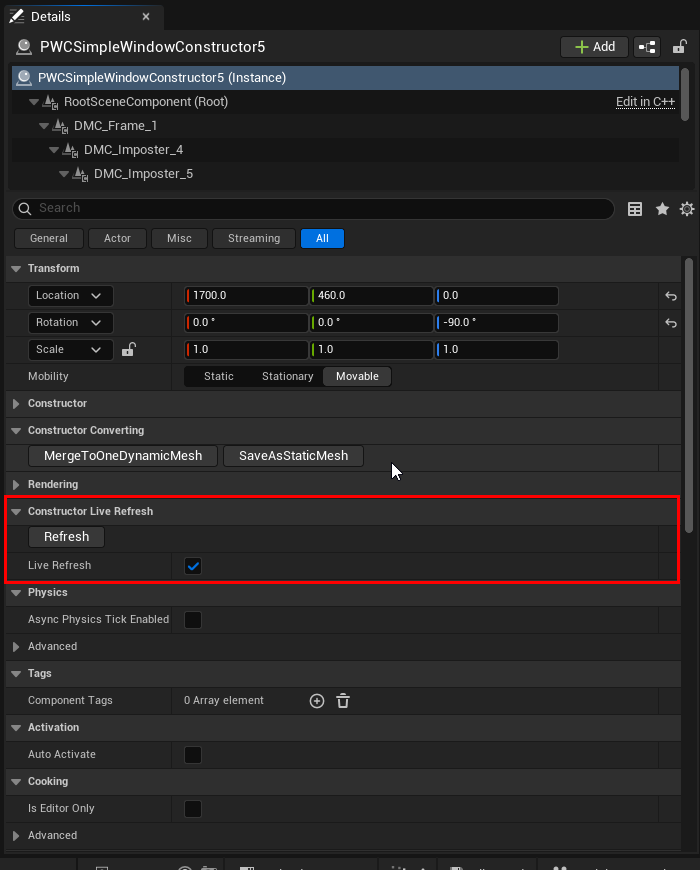 Details
PWCSimpleWindowConstructor5
Add
PWCSimpleWindowConstructor5 (Instance)
RootSceneComponent (Root)
Edit in C++
DMC_Frame_1
DMC_Imposter_4
DMC_Imposter_5
Search
General Actor Misc Streaming All
Transform
Location 1700.0 460.0 0.0
Rotation 0.0 ° 0.0 ° -90.0 °
Scale 1.0 1.0 1.0
Mobility Static Stationary Movable
Constructor
Constructor Converting
MergeToOneDynamicMesh SaveAsStaticMesh
Rendering
Constructor Live Refresh
Refresh
Live Refresh
Physics
Async Physics Tick Enabled
Advanced
Tags
Component Tags 0 Array element
Activation
Auto Activate
Cooking
Is Editor Only
Advanced